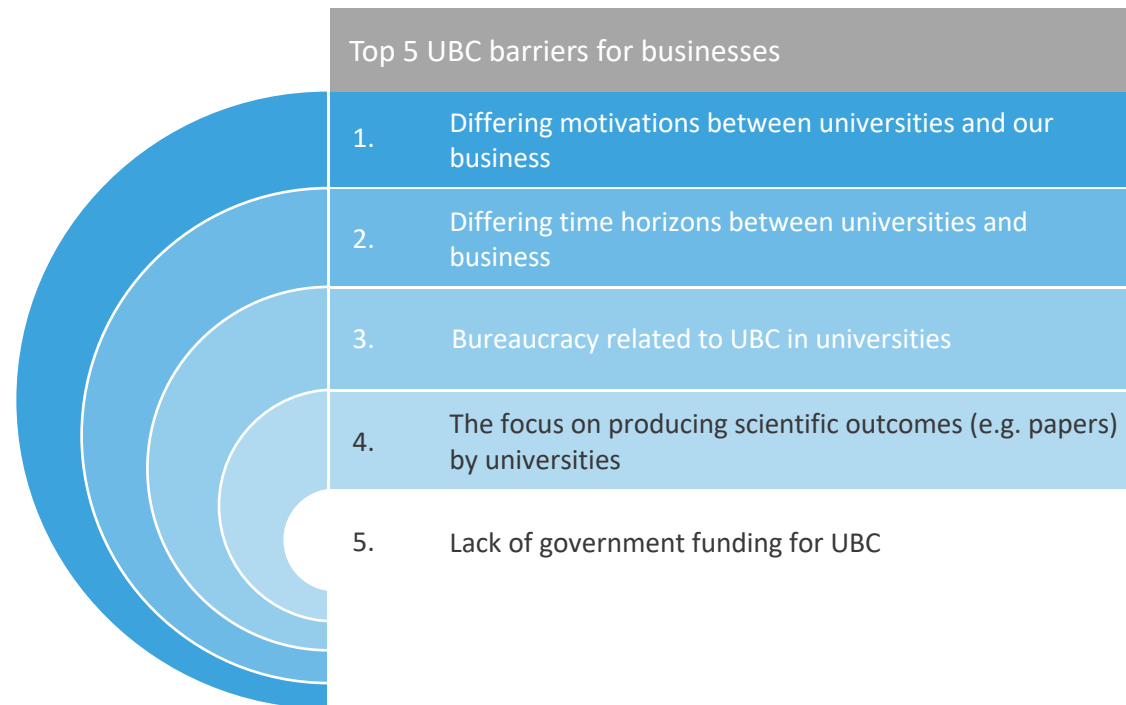 Top 5 UBC barriers for businesses
1. Differing motivations between universities and our
business
2. Differing time horizons between universities and
business
3. Bureaucracy related to UBC in universities
4. The focus on producing scientific outcomes (e.g. papers)
by universities
5. Lack of government funding for UBC